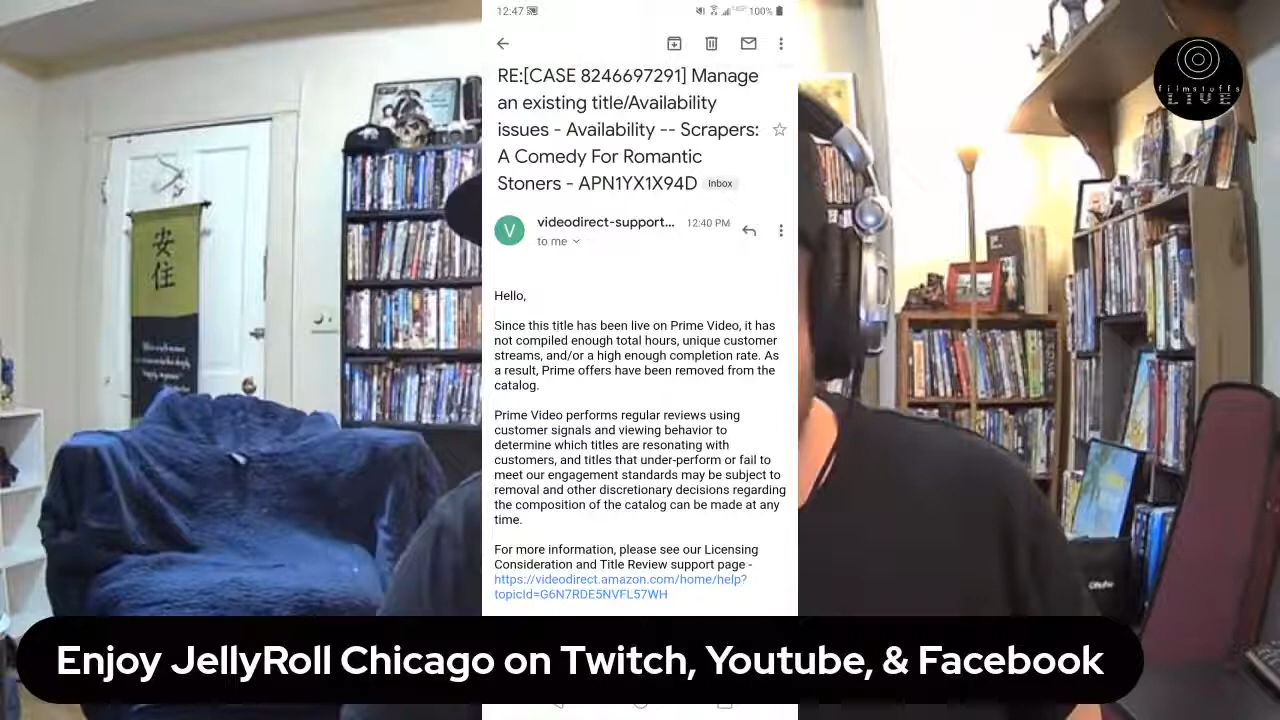 12:47
100%
RE:[CASE 8246697291] Manage
an existing title/Availability
issues - Availability -- Scrapers:
A Comedy For Romantic
Stoners - APN1YX1X94D Inbox
V
videodirect-support...
12:40 PM
to me
Hello,
Since this title has been live on Prime Video, it has
not compiled enough total hours, unique customer
streams, and/or a high enough completion rate. As
a result, Prime offers have been removed from the
catalog.
Prime Video performs regular reviews using
customer signals and viewing behavior to
determine which titles are resonating with
customers, and titles that under-perform or fail to
meet our engagement standards may be subject to
removal and other discretionary decisions regarding
the composition of the catalog can be made at any
time.
For more information, please see our Licensing
Consideration and Title Review support page -
https://videodirect.amazon.com/home/help?
topicId=G6N7RDE5NVFL57WH
filmstuffs
LIVE
安
住
Enjoy JellyRoll Chicago on Twitch, Youtube, & Facebook